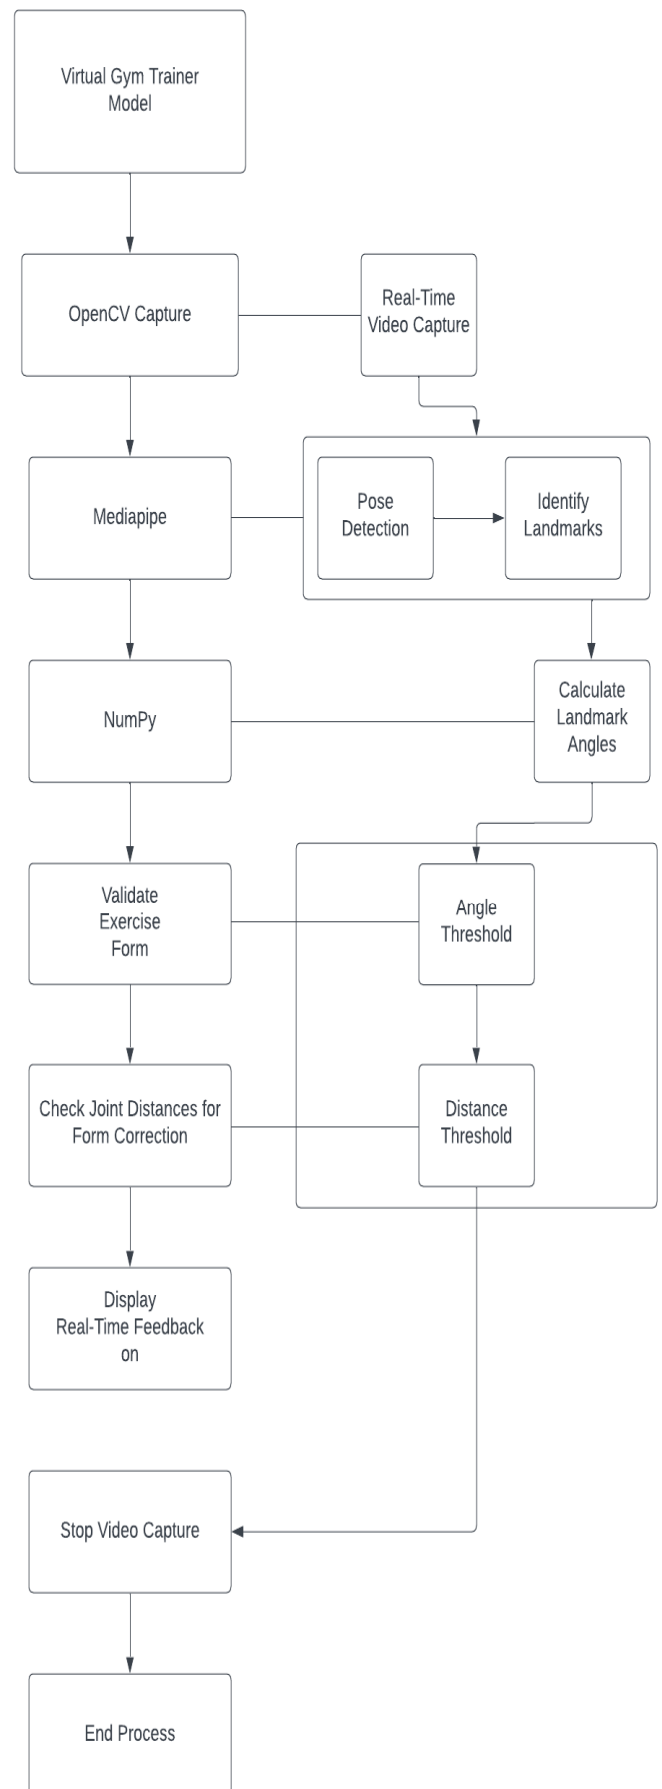 Virtual Gym Trainer
Model
OpenCV Capture
Real-Time
Video Capture
Mediapipe
Pose
Detection
Identify
Landmarks
NumPy
Calculate
Landmark
Angles
Validate
Exercise
Form
Angle
Threshold
Check Joint Distances for
Form Correction
Distance
Threshold
Display
Real-Time Feedback
on
Stop Video Capture
End Process